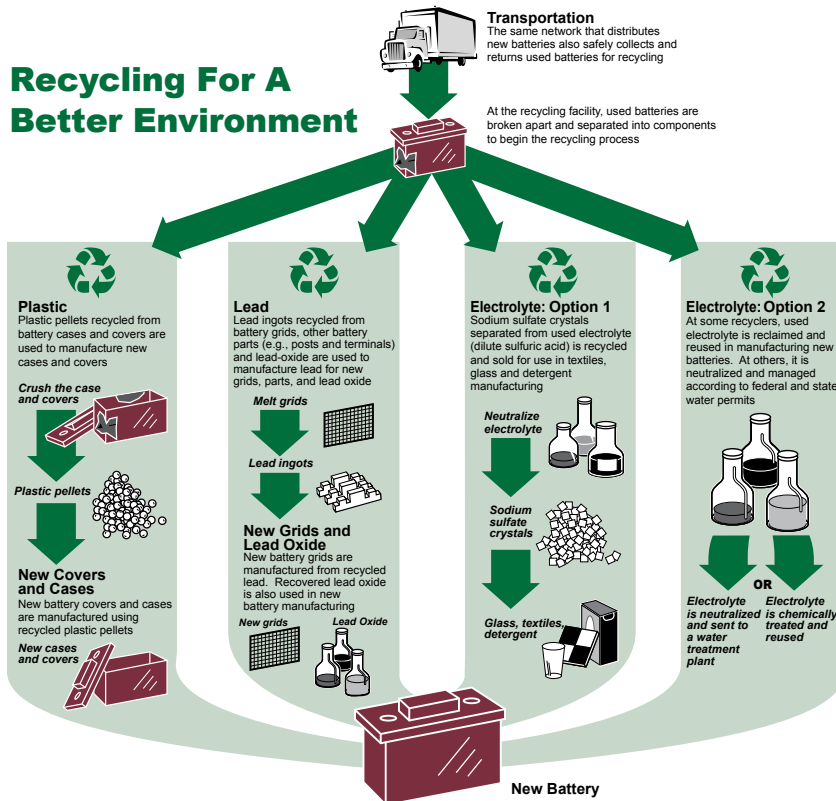 Transportation
The same network that distributes
new batteries also safely collects and
returns used batteries for recycling
Recycling For A
Better Environment
At the recycling facility, used batteries are
broken apart and separated into components
to begin the recycling process
Plastic
Plastic pellets recycled from
battery cases and covers are
used to manufacture new
cases and covers
Crush the case
and covers
Plastic pellets
New Covers
and Cases
New battery covers and cases
are manufactured using
recycled plastic pellets
New cases
and covers
Lead
Lead ingots recycled from
battery grids, other battery
parts (e.g., posts and terminals)
and lead-oxide are used to
manufacture lead for new
grids, parts, and lead oxide
Melt grids
Lead ingots
New Grids and
Lead Oxide
New battery grids are
manufactured from recycled
lead.  Recovered lead oxide
is also used in new
battery manufacturing
New grids
Lead Oxide
Electrolyte: Option 1
Sodium sulfate crystals
separated from used electrolyte
(dilute sulfuric acid) is recycled
and sold for use in textiles,
glass and detergent
manufacturing
Neutralize
electrolyte
Sodium
sulfate
crystals
Glass, textiles,
detergent
Electrolyte: Option 2
At some recyclers, used
electrolyte is reclaimed and
reused in manufacturing new
batteries.  At others, it is
neutralized and managed
according to federal and state
water permits
OR
Electrolyte
is neutralized
and sent to
a water
treatment
plant
Electrolyte
is chemically
treated and
reused
New Battery